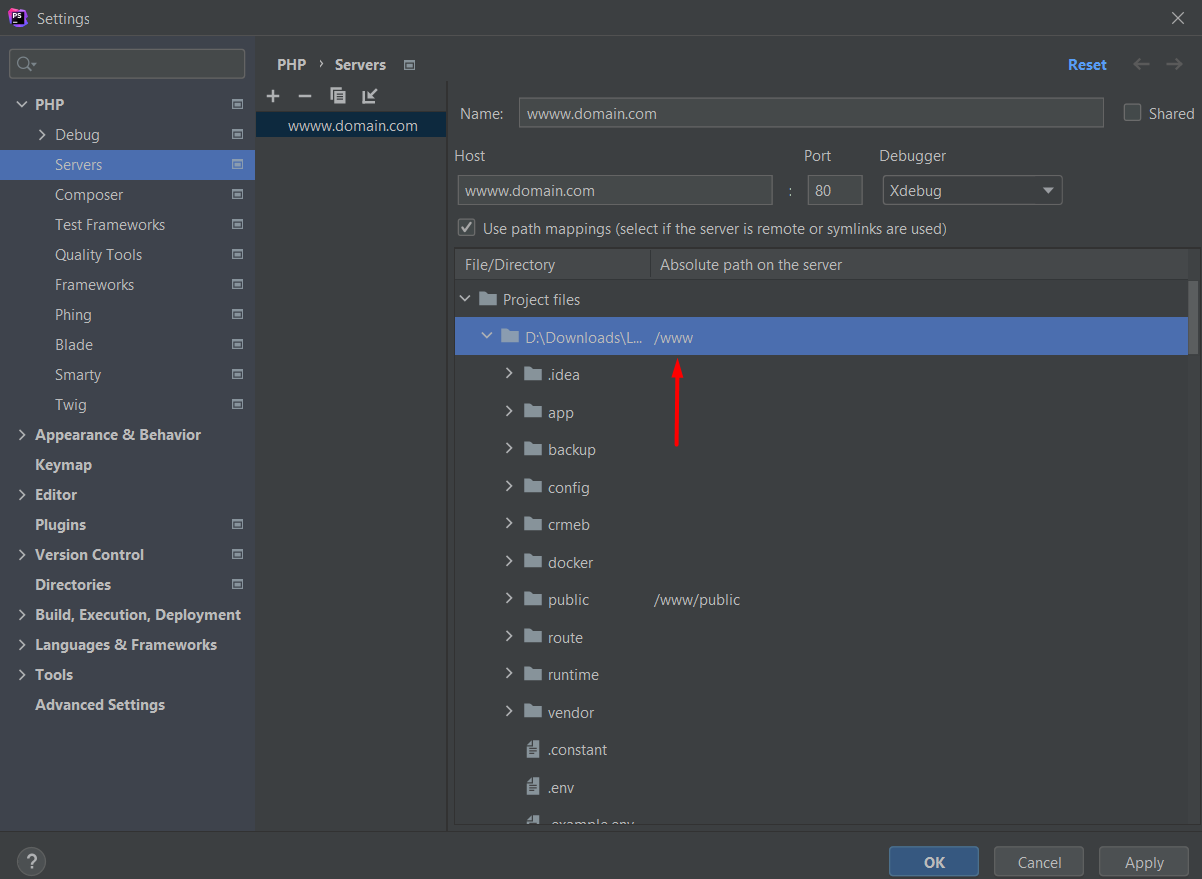 PS
Settings
PHP
Debug
Servers
Composer
Test Frameworks
Quality Tools
Frameworks
Phing
Blade
Smarty
Twig
Appearance & Behavior
Keymap
Editor
Plugins
Version Control
Directories
Build, Execution, Deployment
Languages & Frameworks
Tools
Advanced Settings
PHP › Servers
Reset
wwww.domain.com
Name: wwww.domain.com Shared
Host Port Debugger
wwww.domain.com : 80 Xdebug
Use path mappings (select if the server is remote or symlinks are used)
File/Directory Absolute path on the server
Project files
D:\Downloads\L... /www
.idea
app
backup
config
crmeb
docker
public /www/public
route
runtime
vendor
.constant
.env
.example.env
? OK Cancel Apply